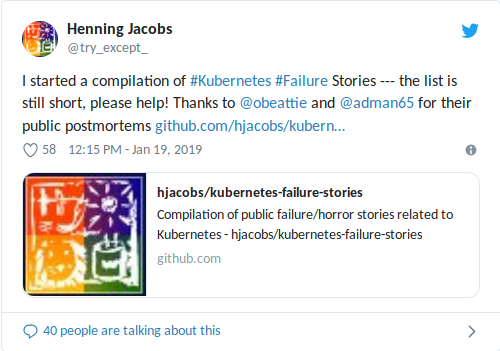 Henning Jacobs
@try_except_
I started a compilation of #Kubernetes #Failure Stories --- the list is
still short, please help! Thanks to @obeattie and @adman65 for their
public postmortems github.com/hjacobs/kubern…
58 12:15 PM - Jan 19, 2019
hjacobs/kubernetes-failure-stories
Compilation of public failure/horror stories related to
Kubernetes - hjacobs/kubernetes-failure-stories
github.com
40 people are talking about this